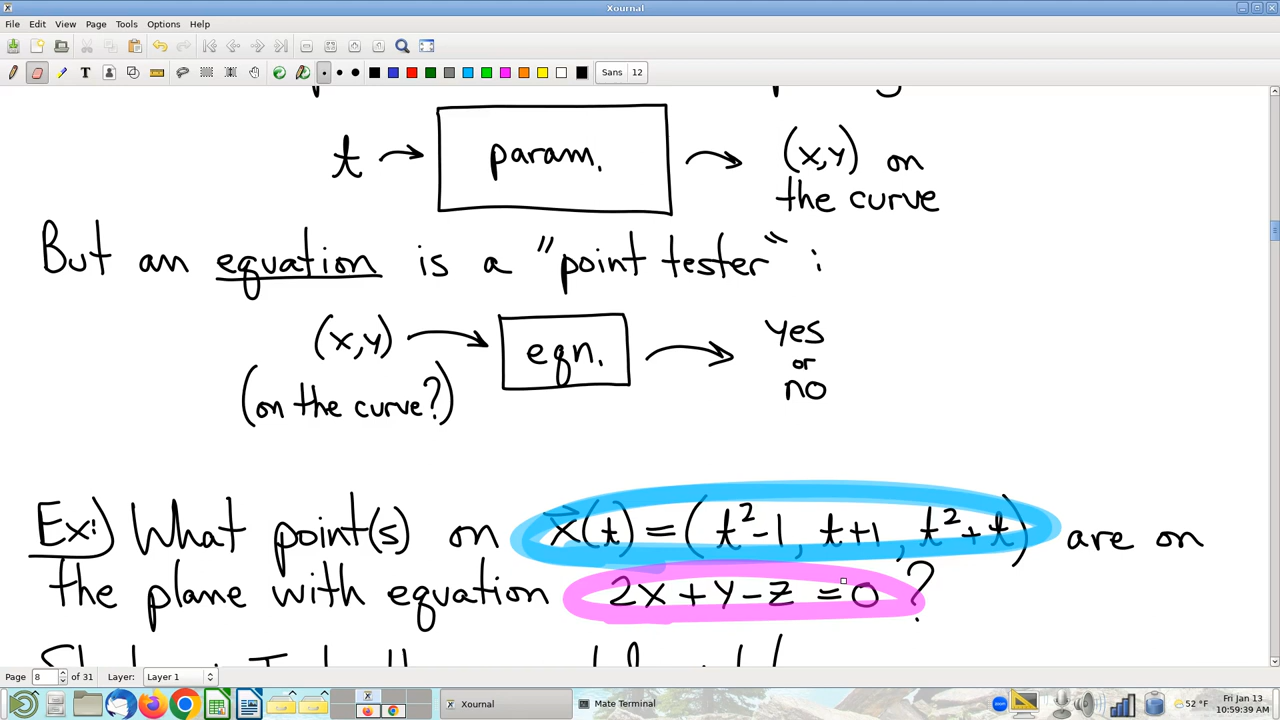 Xournal
File Edit View Page Tools Options Help
Sans 12
t → param. → (x,y) on
the curve
But an equation is a "point tester" :
(x,y) → eqn. → yes
or
(on the curve?) no
Ex:) What point(s) on x⃗(t) = (t²-1, t+1, t²+t) are on
the plane with equation 2x+y-z=0 ?
Page 8 of 31 Layer: Layer 1
Xournal Mate Terminal 52 °F Fri Jan 13
10:59:39 AM